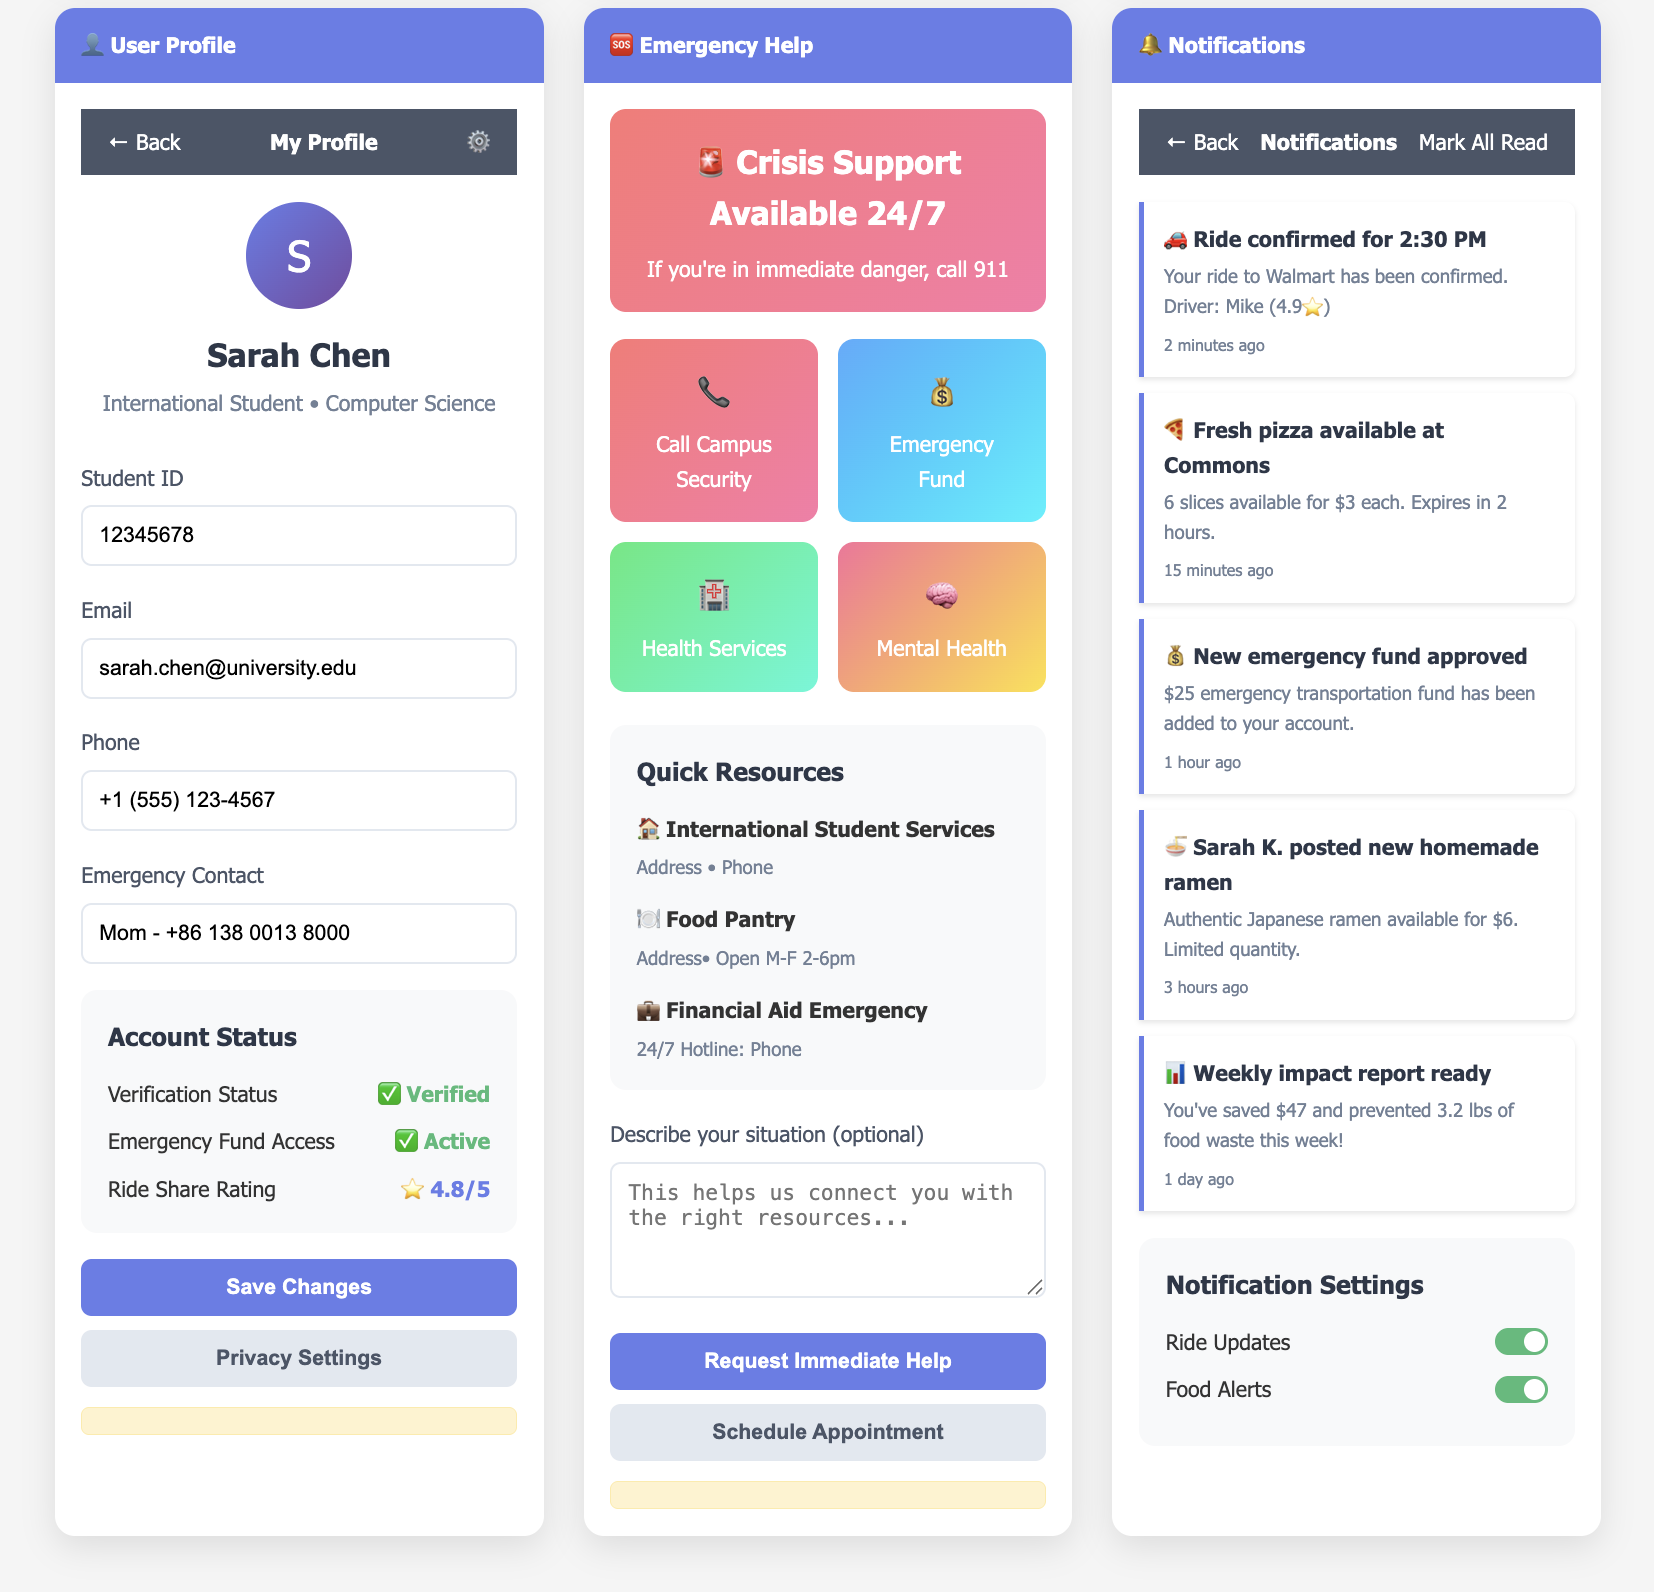 👤 User Profile
← Back My Profile ⚙️
S
Sarah Chen
International Student • Computer Science
Student ID
12345678
Email
sarah.chen@university.edu
Phone
+1 (555) 123-4567
Emergency Contact
Mom - +86 138 0013 8000
Account Status
Verification Status ✅ Verified
Emergency Fund Access ✅ Active
Ride Share Rating ⭐ 4.8/5
Save Changes
Privacy Settings
🆘 Emergency Help
🚨 Crisis Support
Available 24/7
If you're in immediate danger, call 911
📞
Call Campus
Security
💰
Emergency
Fund
🏥
Health Services
🧠
Mental Health
Quick Resources
🏠 International Student Services
Address • Phone
🍽️ Food Pantry
Address• Open M-F 2-6pm
💼 Financial Aid Emergency
24/7 Hotline: Phone
Describe your situation (optional)
This helps us connect you with
the right resources...
Request Immediate Help
Schedule Appointment
🔔 Notifications
← Back Notifications Mark All Read
🚗 Ride confirmed for 2:30 PM
Your ride to Walmart has been confirmed.
Driver: Mike (4.9⭐)
2 minutes ago
🍕 Fresh pizza available at
Commons
6 slices available for $3 each. Expires in 2
hours.
15 minutes ago
💰 New emergency fund approved
$25 emergency transportation fund has been
added to your account.
1 hour ago
🍜 Sarah K. posted new homemade
ramen
Authentic Japanese ramen available for $6.
Limited quantity.
3 hours ago
📊 Weekly impact report ready
You've saved $47 and prevented 3.2 lbs of
food waste this week!
1 day ago
Notification Settings
Ride Updates
Food Alerts